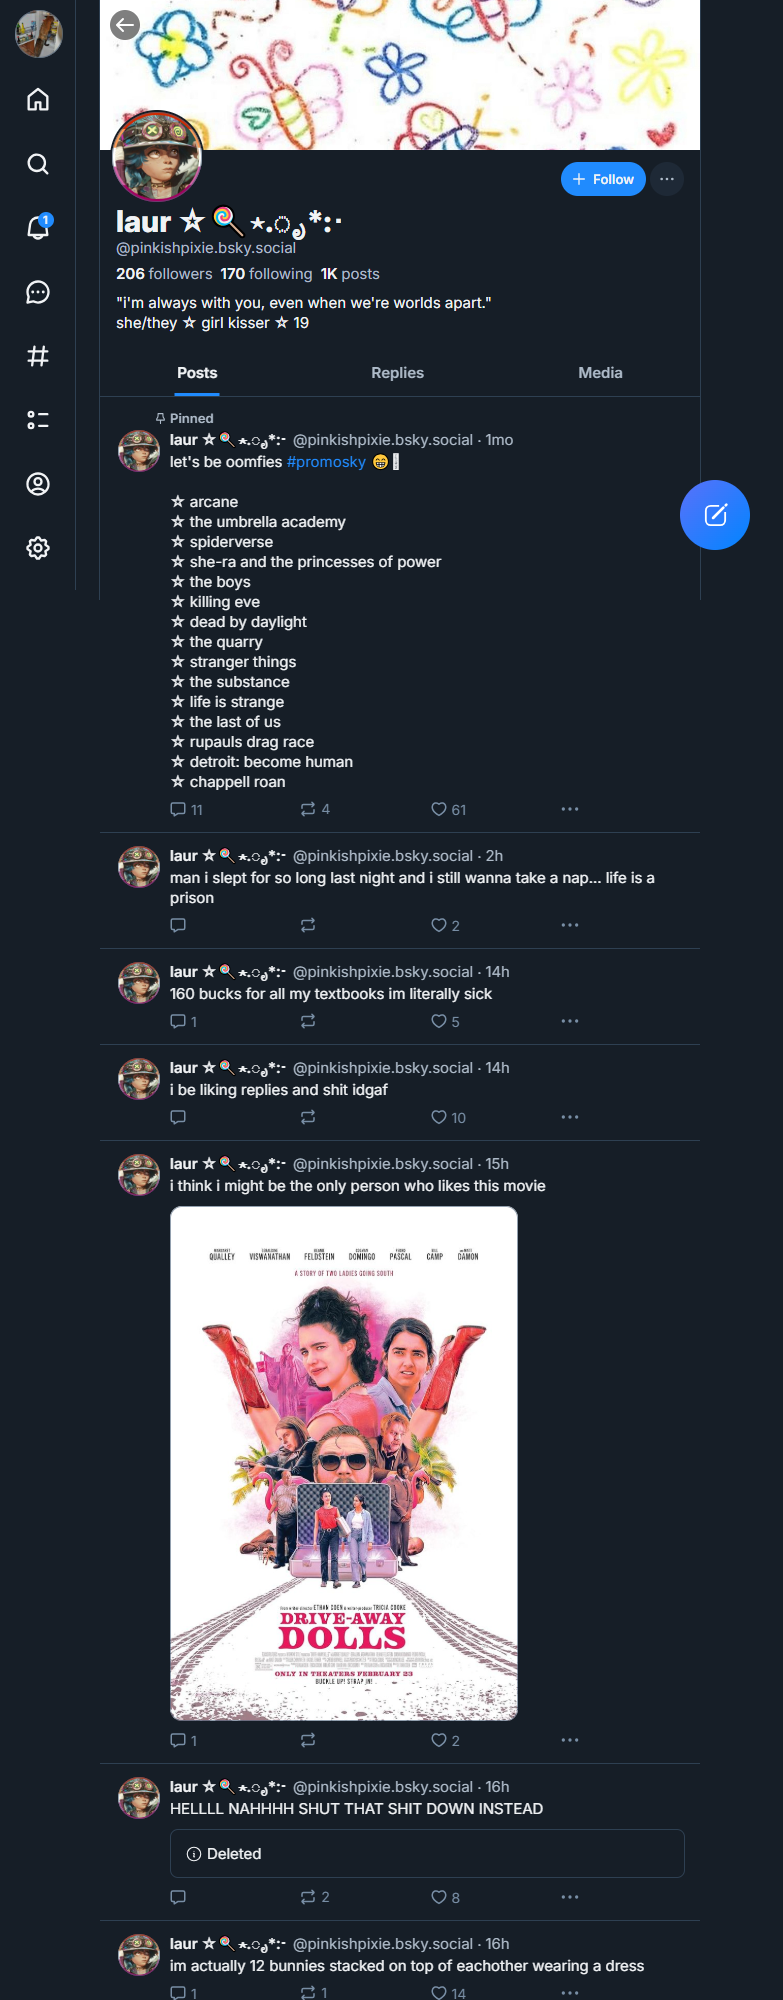 1
+ Follow
laur ☆🍭⋆.ೃ*:・
@pinkishpixie.bsky.social
206 followers 170 following 1K posts
"i'm always with you, even when we're worlds apart."
she/they ☆ girl kisser ☆ 19
Posts Replies Media
Pinned
laur ☆🍭⋆.ೃ*:・ @pinkishpixie.bsky.social · 1mo
let's be oomfies #promosky 😁
☆ arcane
☆ the umbrella academy
☆ spiderverse
☆ she-ra and the princesses of power
☆ the boys
☆ killing eve
☆ dead by daylight
☆ the quarry
☆ stranger things
☆ the substance
☆ life is strange
☆ the last of us
☆ rupauls drag race
☆ detroit: become human
☆ chappell roan
11 4 61
laur ☆🍭⋆.ೃ*:・ @pinkishpixie.bsky.social · 2h
man i slept for so long last night and i still wanna take a nap... life is a
prison
2
laur ☆🍭⋆.ೃ*:・ @pinkishpixie.bsky.social · 14h
160 bucks for all my textbooks im literally sick
1 5
laur ☆🍭⋆.ೃ*:・ @pinkishpixie.bsky.social · 14h
i be liking replies and shit idgaf
10
laur ☆🍭⋆.ೃ*:・ @pinkishpixie.bsky.social · 15h
i think i might be the only person who likes this movie
QUALLEY VISWANATHAN FELDSTEIN DOMINGO PASCAL CAMP DAMON
A STORY OF TWO LADIES GOING SOUTH
ETHAN COEN TRICIA COOKE
DRIVE-AWAY
DOLLS
ONLY IN THEATERS FEBRUARY 23
BUCKLE UP! STRAP IN!
1 2
laur ☆🍭⋆.ೃ*:・ @pinkishpixie.bsky.social · 16h
HELLLL NAHHHH SHUT THAT SHIT DOWN INSTEAD
Deleted
2 8
laur ☆🍭⋆.ೃ*:・ @pinkishpixie.bsky.social · 16h
im actually 12 bunnies stacked on top of eachother wearing a dress
1 1 14